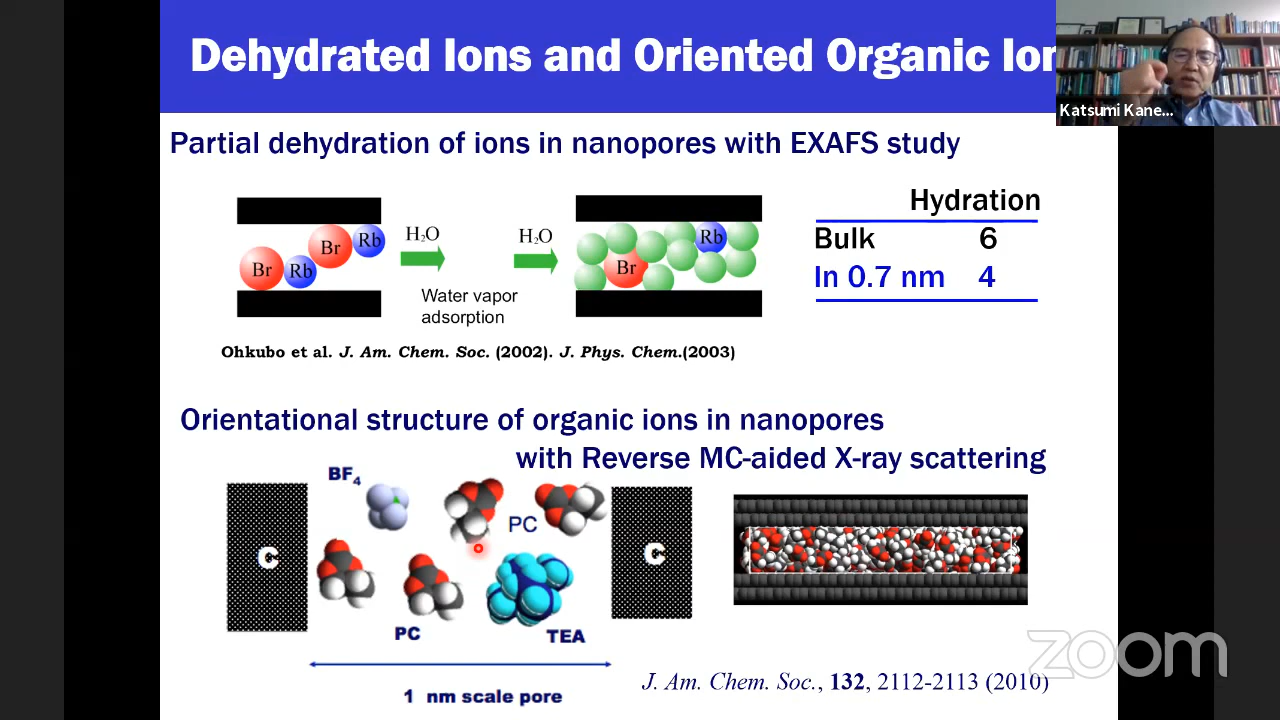 Dehydrated Ions and Oriented Organic Ion
Katsumi Kane...
Partial dehydration of ions in nanopores with EXAFS study
Br Rb Br Rb
H₂O
H₂O
Water vapor
adsorption
Br Rb
Hydration
Bulk 6
In 0.7 nm 4
Ohkubo et al. J. Am. Chem. Soc. (2002). J. Phys. Chem.(2003)
Orientational structure of organic ions in nanopores
with Reverse MC-aided X-ray scattering
BF₄
PC
C
C
PC
TEA
1 nm scale pore
J. Am. Chem. Soc., 132, 2112-2113 (2010)
zoom